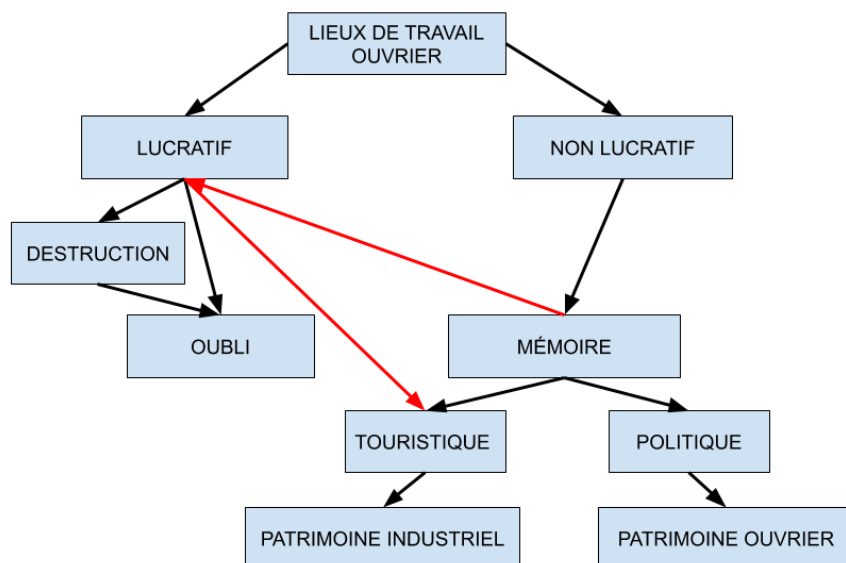 LIEUX DE TRAVAIL
OUVRIER
LUCRATIF
NON LUCRATIF
DESTRUCTION
OUBLI
MÉMOIRE
TOURISTIQUE
POLITIQUE
PATRIMOINE INDUSTRIEL
PATRIMOINE OUVRIER